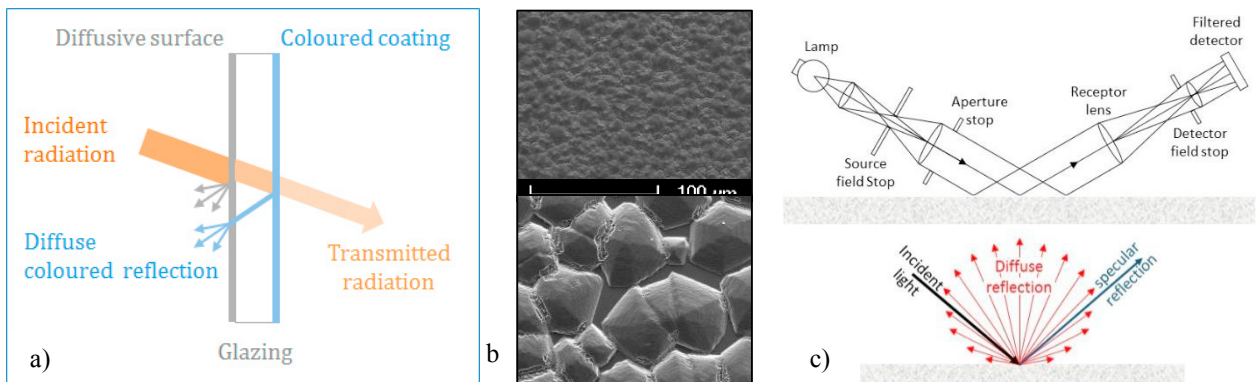 Diffusive surface
Coloured coating
Incident
radiation
Diffuse
coloured reflection
Transmitted
radiation
Glazing
a)
b
100 µm
c)
Lamp
Aperture
stop
Source
field Stop
Receptor
lens
Filtered
detector
Detector
field stop
Incident
light
Diffuse
reflection
specular
reflection